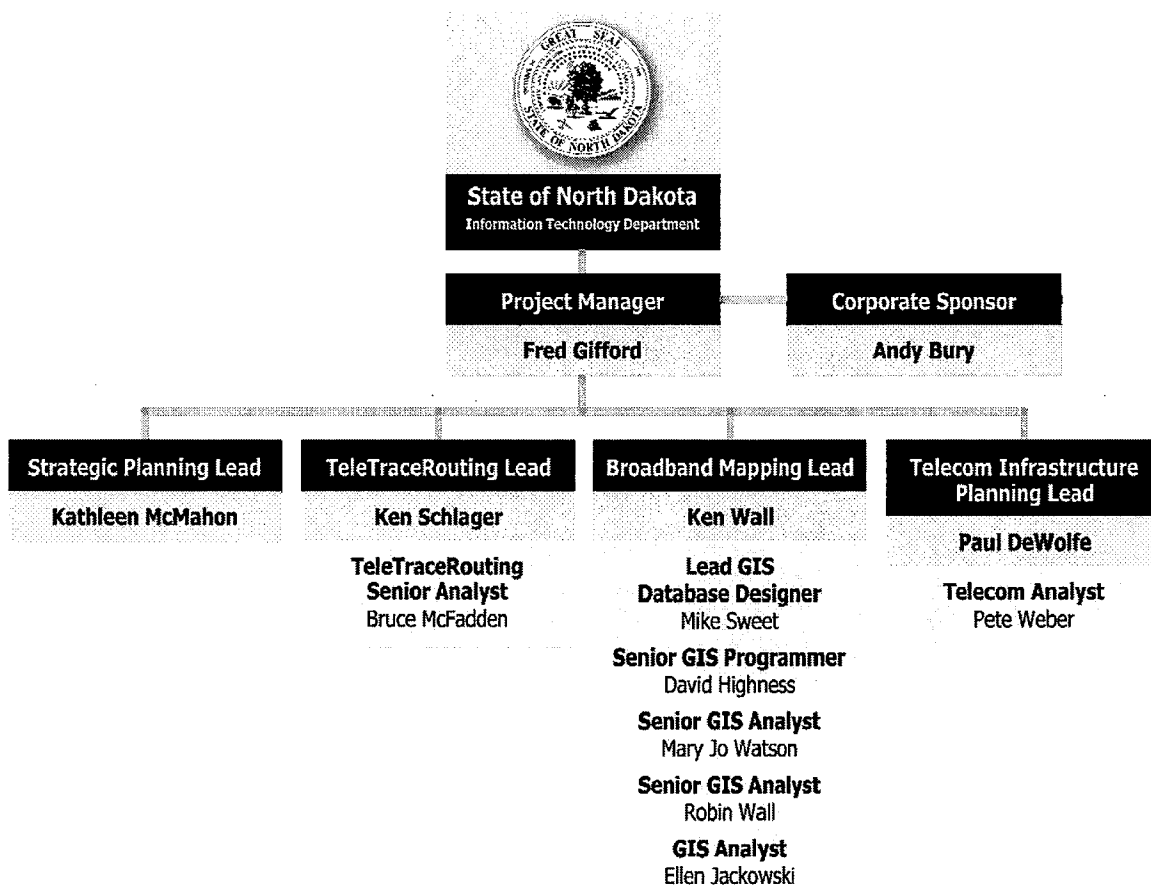 GREAT SEAL
STATE OF NORTH DAKOTA
State of North Dakota
Information Technology Department
Project Manager
Fred Gifford
Corporate Sponsor
Andy Bury
Strategic Planning Lead
Kathleen McMahon
TeleTraceRouting Lead
Ken Schlager
TeleTraceRouting
Senior Analyst
Bruce McFadden
Broadband Mapping Lead
Ken Wall
Lead GIS
Database Designer
Mike Sweet
Senior GIS Programmer
David Highness
Senior GIS Analyst
Mary Jo Watson
Senior GIS Analyst
Robin Wall
GIS Analyst
Ellen Jackowski
Telecom Infrastructure
Planning Lead
Paul DeWolfe
Telecom Analyst
Pete Weber